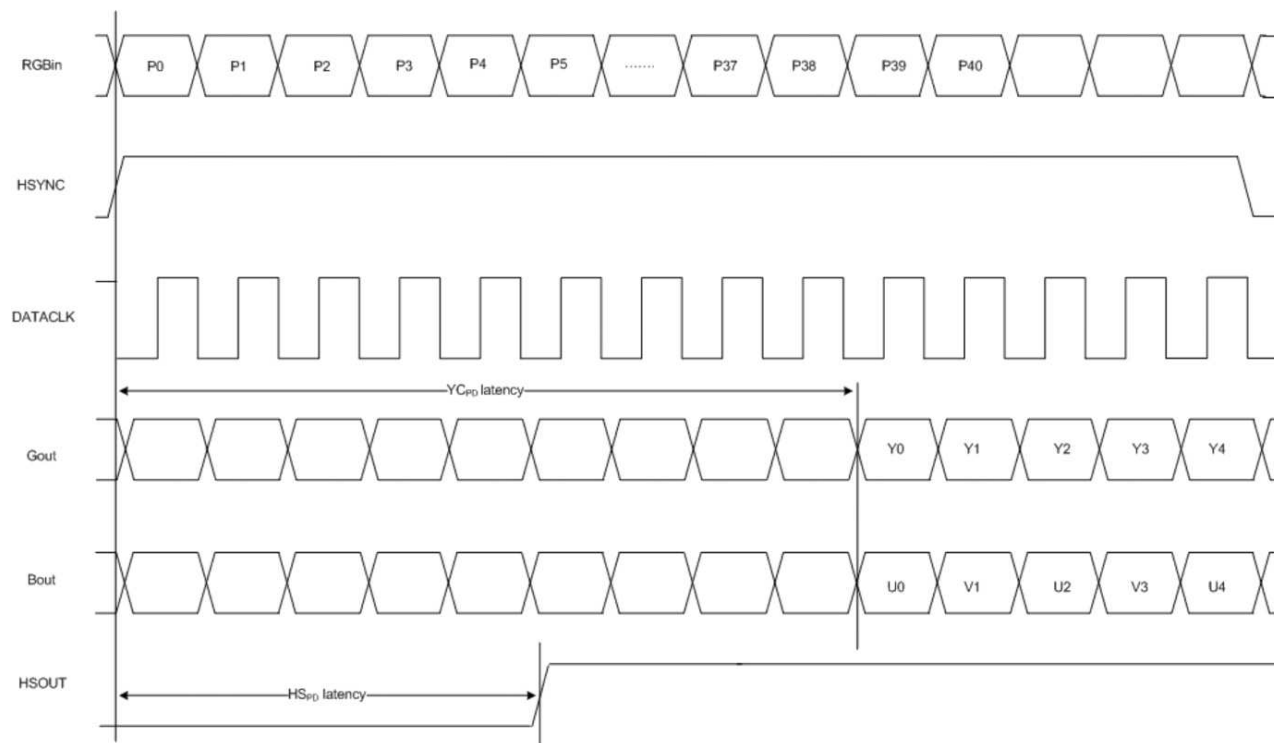 RGBin P0 P1 P2 P3 P4 P5 ....... P37 P38 P39 P40
HSYNC
DATACLK
YCPD latency
Gout Y0 Y1 Y2 Y3 Y4
Bout U0 V1 U2 V3 U4
HSOUT
HSPD latency